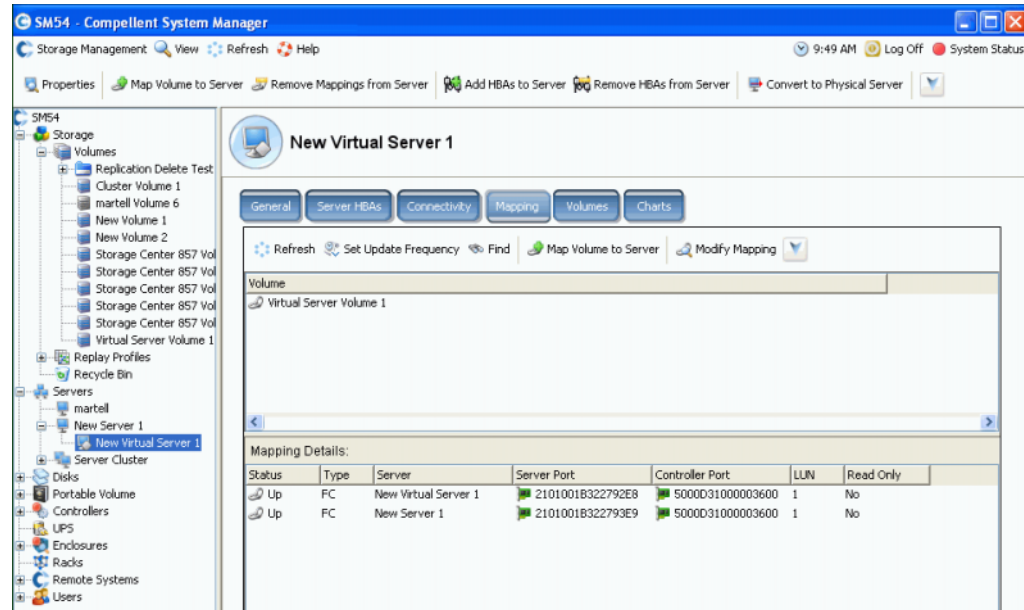 SM54 - Compellent System Manager
Storage Management View Refresh Help 9:49 AM Log Off System Status
Properties Map Volume to Server Remove Mappings from Server Add HBAs to Server Remove HBAs from Server Convert to Physical Server
SM54
Storage
Volumes
Replication Delete Test
Cluster Volume 1
martell Volume 6
New Volume 1
New Volume 2
Storage Center 857 Vol
Storage Center 857 Vol
Storage Center 857 Vol
Storage Center 857 Vol
Storage Center 857 Vol
Virtual Server Volume 1
Replay Profiles
Recycle Bin
Servers
martell
New Server 1
New Virtual Server 1
Server Cluster
Disks
Portable Volume
Controllers
UPS
Enclosures
Racks
Remote Systems
Users
New Virtual Server 1
General Server HBAs Connectivity Mapping Volumes Charts
Refresh Set Update Frequency Find Map Volume to Server Modify Mapping
Volume
Virtual Server Volume 1
Mapping Details:
Status Type Server Server Port Controller Port LUN Read Only
Up FC New Virtual Server 1 2101001B322792E8 5000D31000003600 1 No
Up FC New Server 1 2101001B322793E9 5000D31000003600 1 No